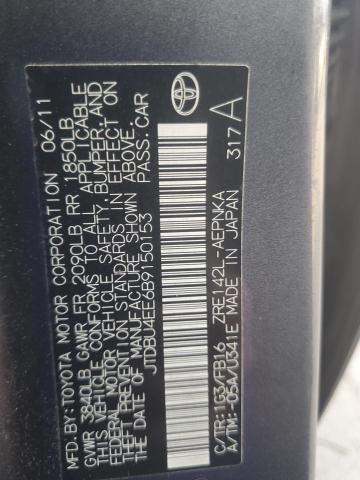 MFD.BY:TOYOTA MOTOR CORPORATION 06/11
GVWR 3840LB GAWR FR 2090LB RR 1850LB
THIS VEHICLE CONFORMS TO ALL APPLICABLE
FEDERAL MOTOR VEHICLE SAFETY,BUMPER,AND
THEFT PREVENTION STANDARDS IN EFFECT ON
THE DATE OF MANUFACTURE SHOWN ABOVE.
JTDBU4EE6B9150153 PASS.CAR
C/TR:1G3/FB16 ZRE142L-AEPNKA
A/TM:-05A/U341E MADE IN JAPAN 317 A